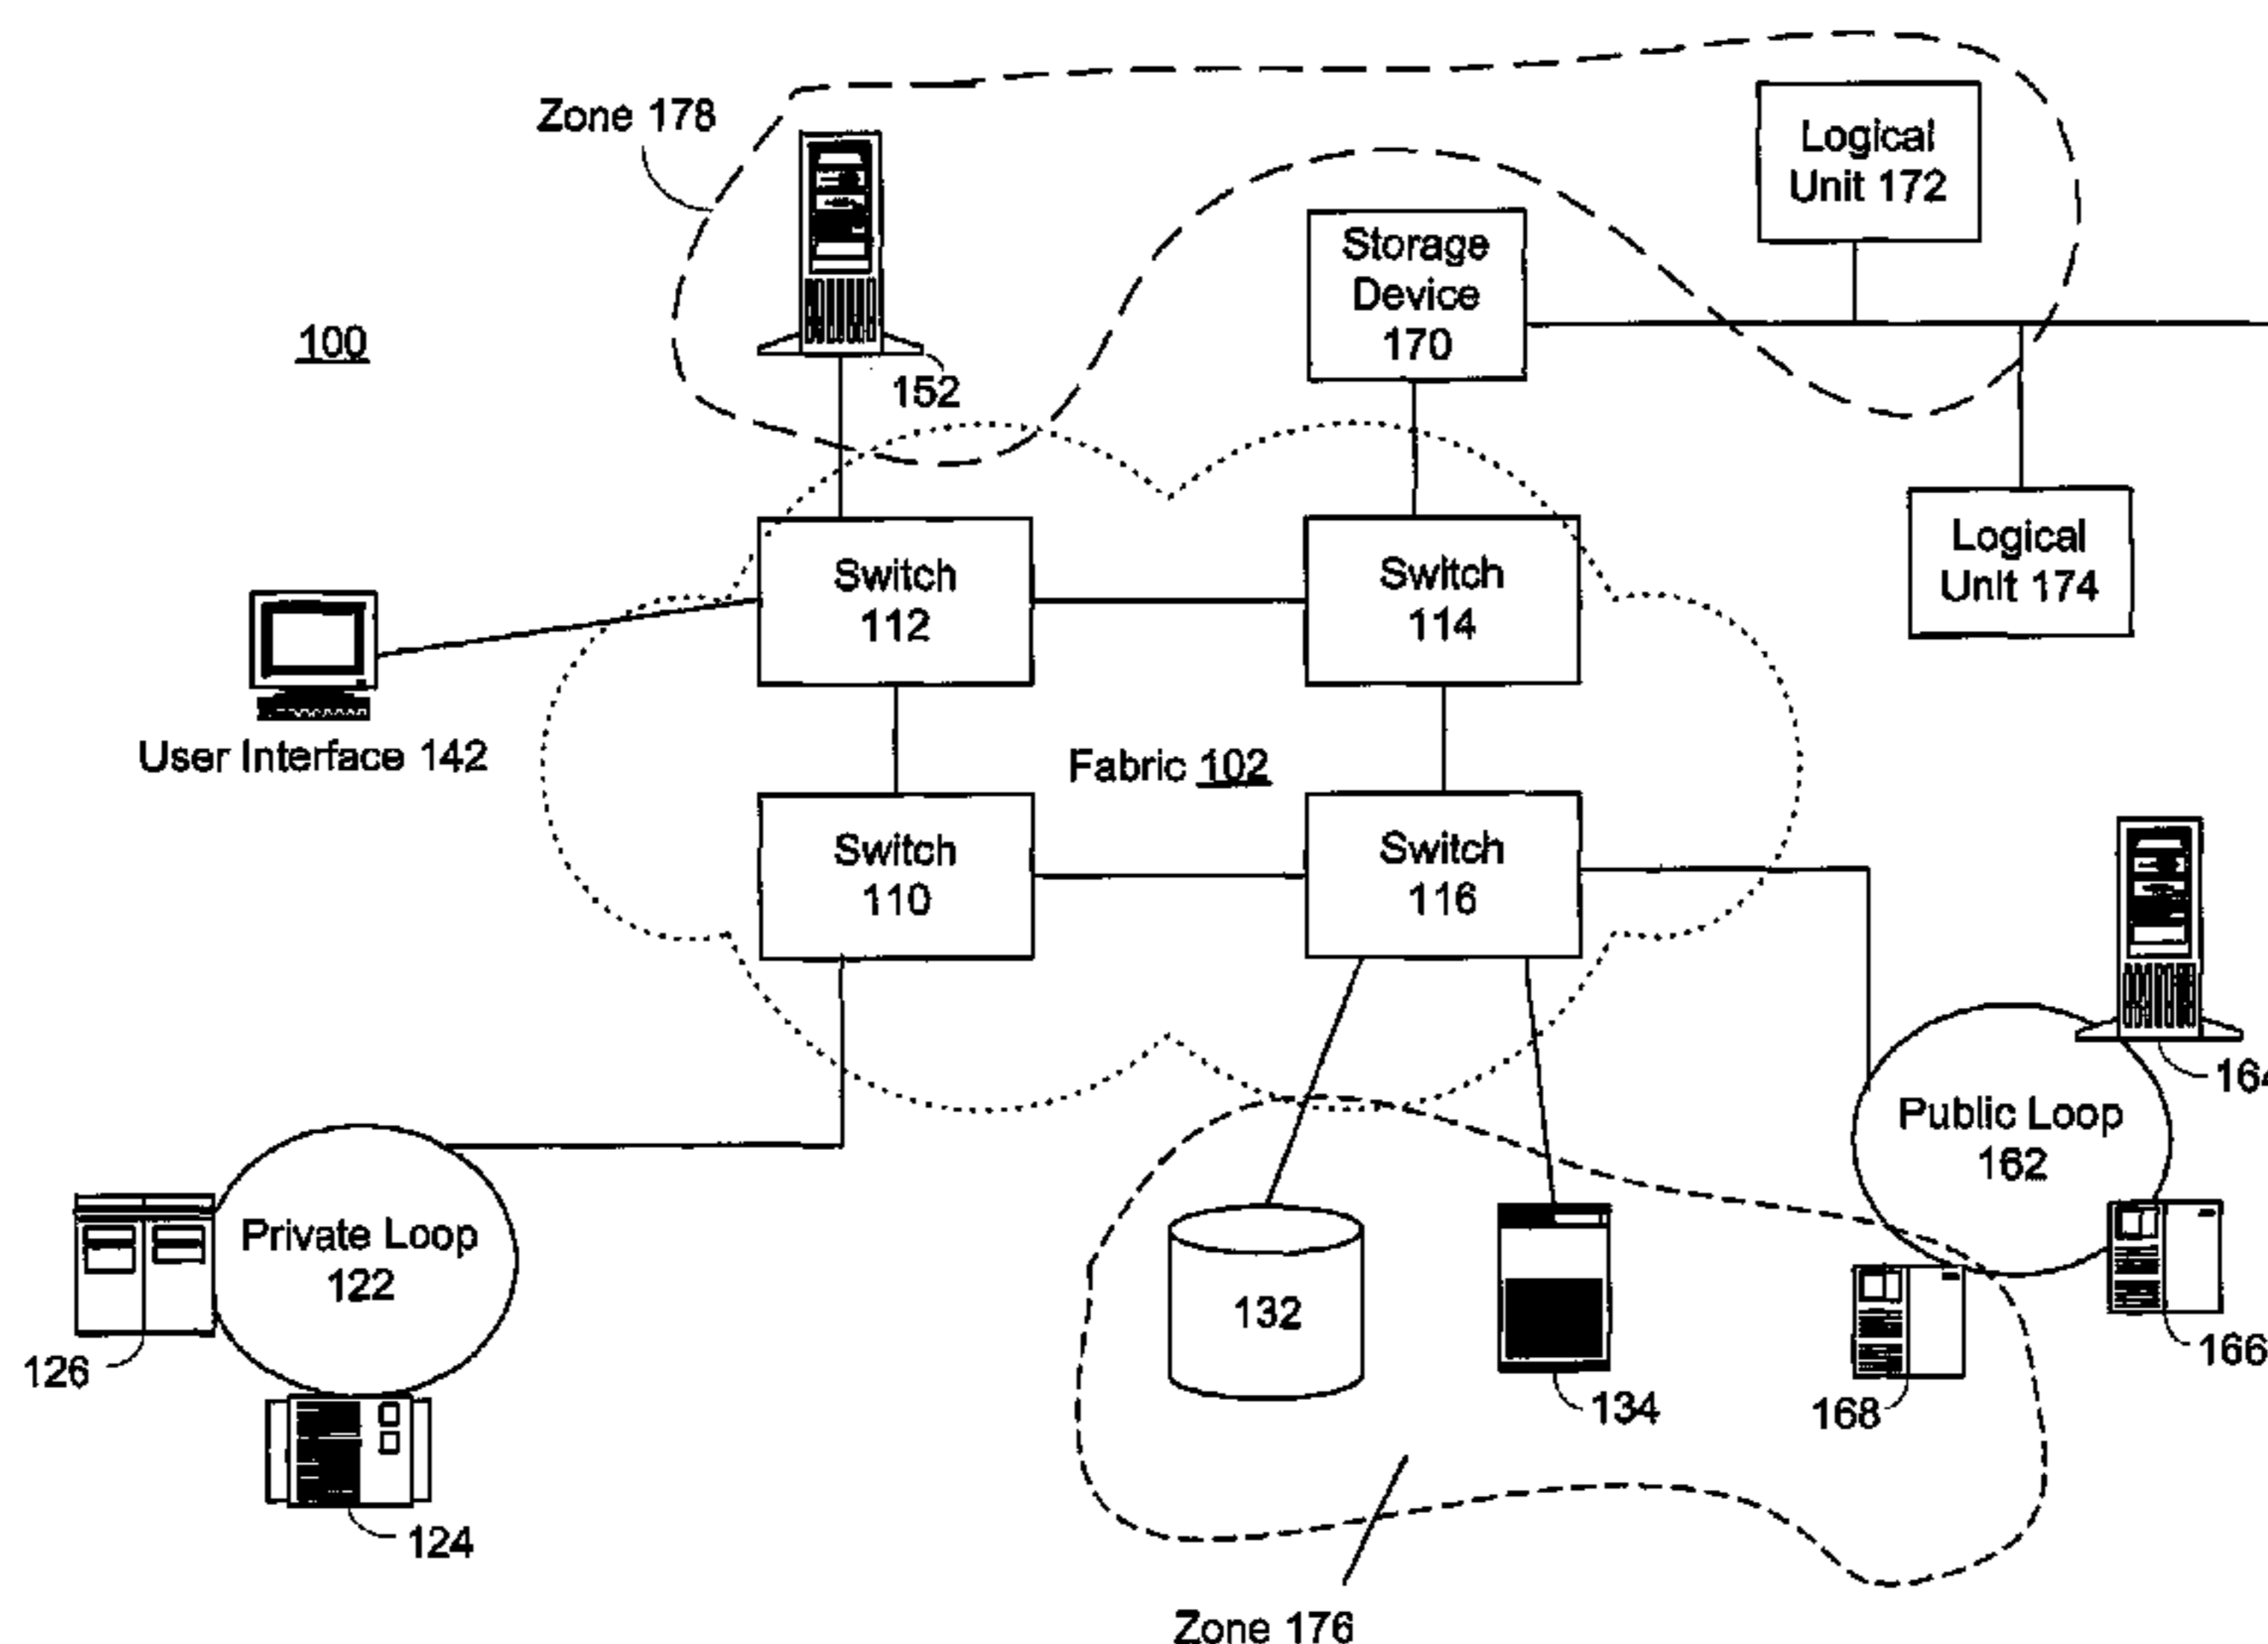 Zone 178
Logical
Unit 172
Storage
Device
170
100
152
Switch
112
Switch
114
Logical
Unit 174
User Interface 142
Fabric 102
Switch
110
Switch
116
164
Public Loop
162
Private Loop
122
132
166
126
134
168
124
Zone 176